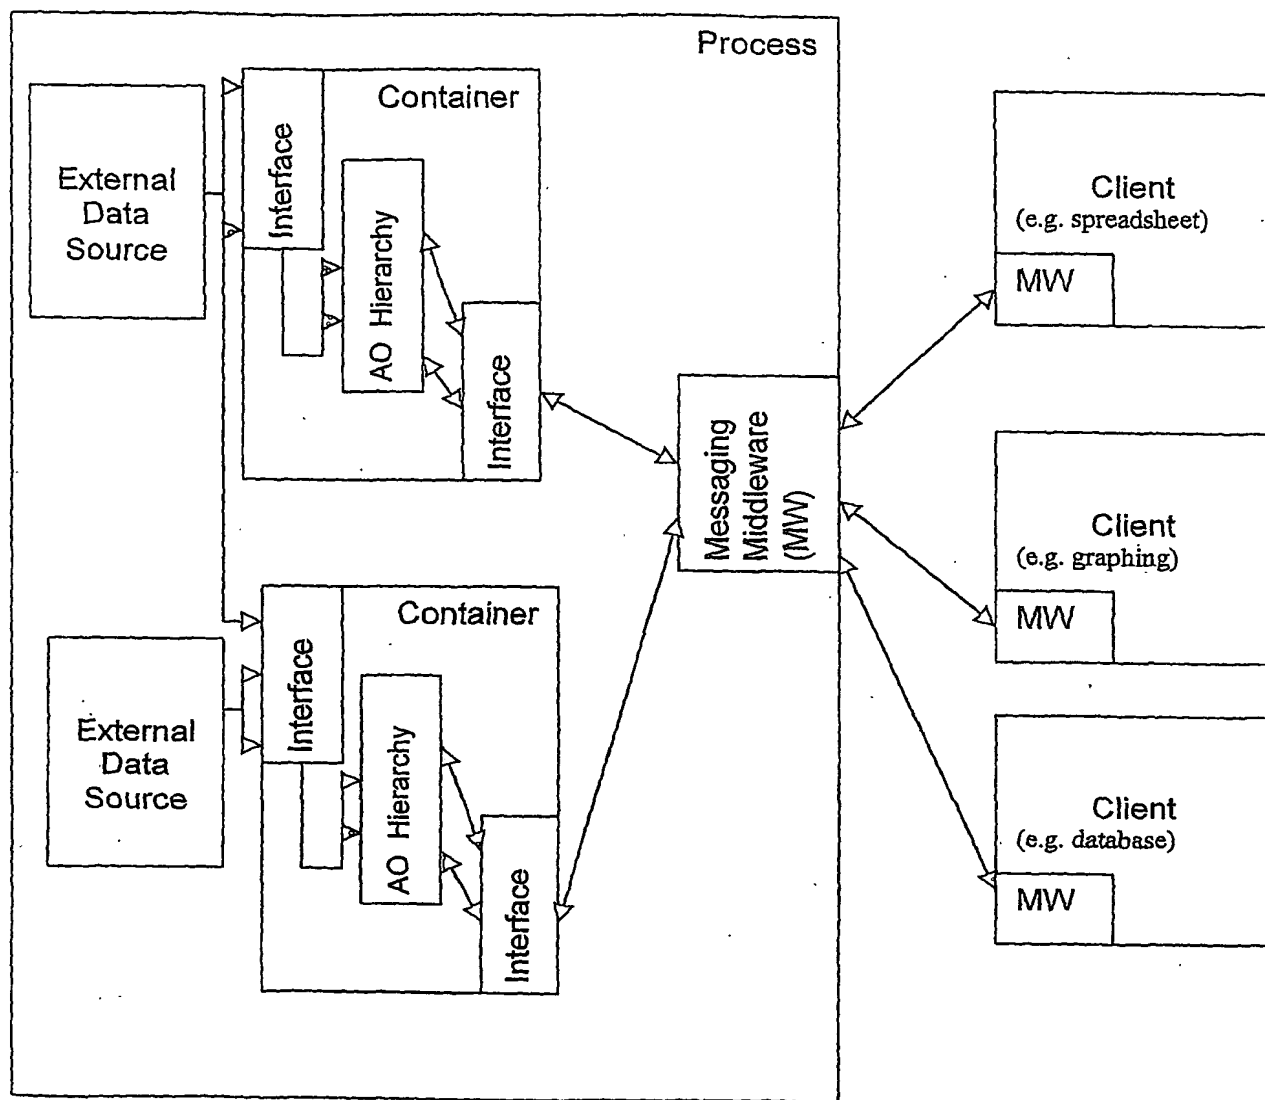 Process
External
Data
Source
Container
Interface
AO Hierarchy
Interface
External
Data
Source
Container
Interface
AO Hierarchy
Interface
Messaging
Middleware
(MW)
Client
(e.g. spreadsheet)
MW
Client
(e.g. graphing)
MW
Client
(e.g. database)
MW